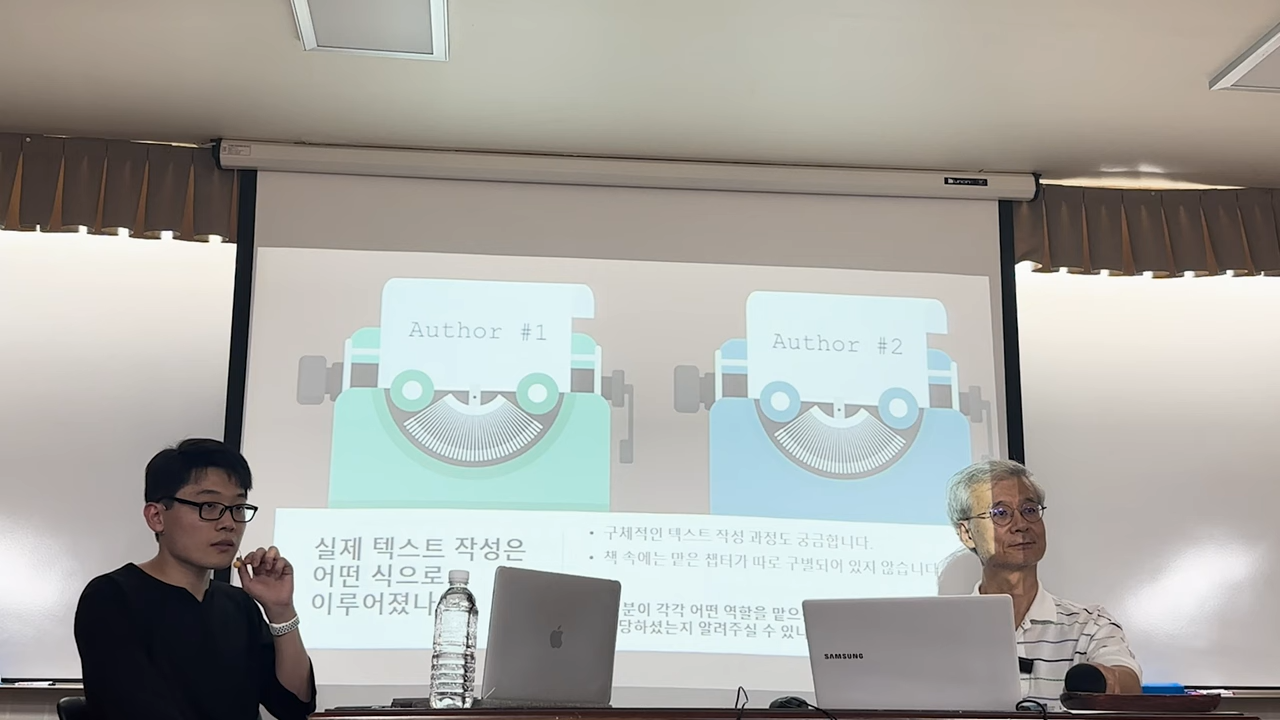 Author #1
Author #2
실제 텍스트 작성은
어떤 식으로
이루어졌나
• 구체적인 텍스트 작성 과정도 궁금합니다.
• 책 속에는 맡은 챕터가 따로 구별되어 있지 않습니다
분이 각각 어떤 역할을 맡으
당하셨는지 알려주실 수 있
SAMSUNG